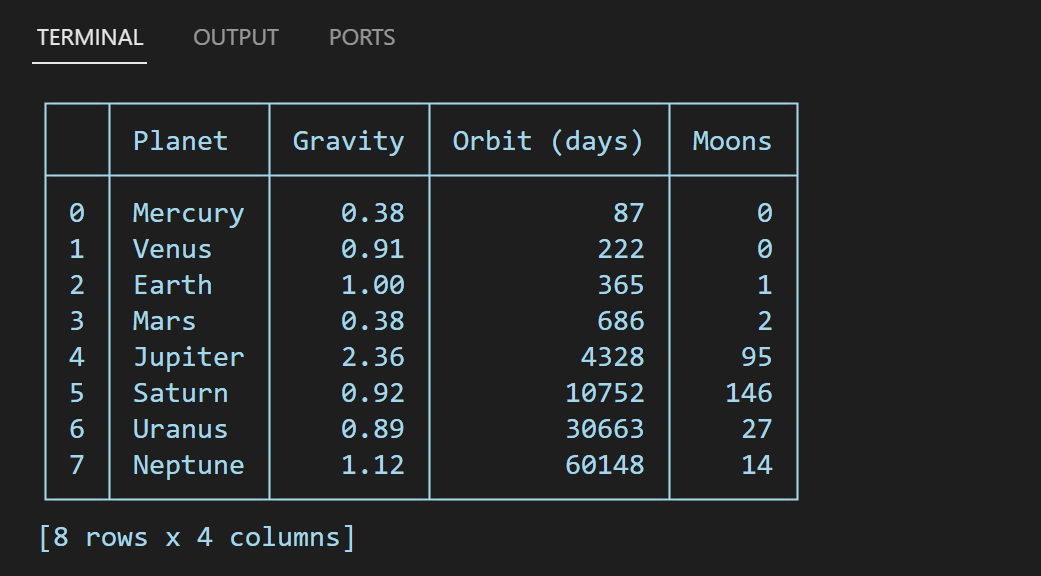 TERMINAL OUTPUT PORTS
Planet Gravity Orbit (days) Moons
0 Mercury 0.38 87 0
1 Venus 0.91 222 0
2 Earth 1.00 365 1
3 Mars 0.38 686 2
4 Jupiter 2.36 4328 95
5 Saturn 0.92 10752 146
6 Uranus 0.89 30663 27
7 Neptune 1.12 60148 14
[8 rows x 4 columns]